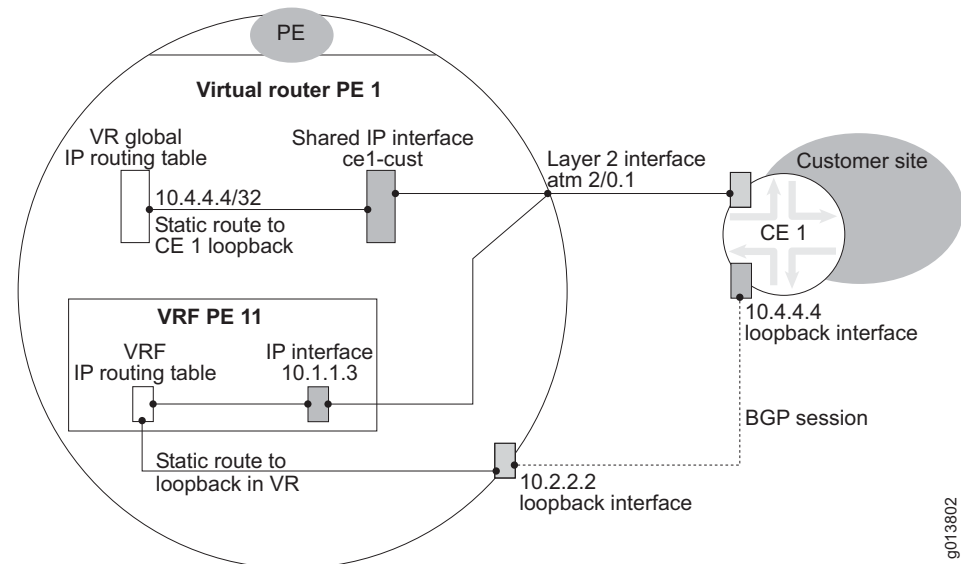 PE
Virtual router PE 1
VR global
IP routing table
Shared IP interface
ce1-cust
10.4.4.4/32
Static route to
CE 1 loopback
Layer 2 interface
atm 2/0.1
Customer site
CE 1
10.4.4.4
loopback interface
VRF PE 11
VRF
IP routing table
IP interface
10.1.1.3
BGP session
Static route to
loopback in VR
10.2.2.2
loopback interface
g013802